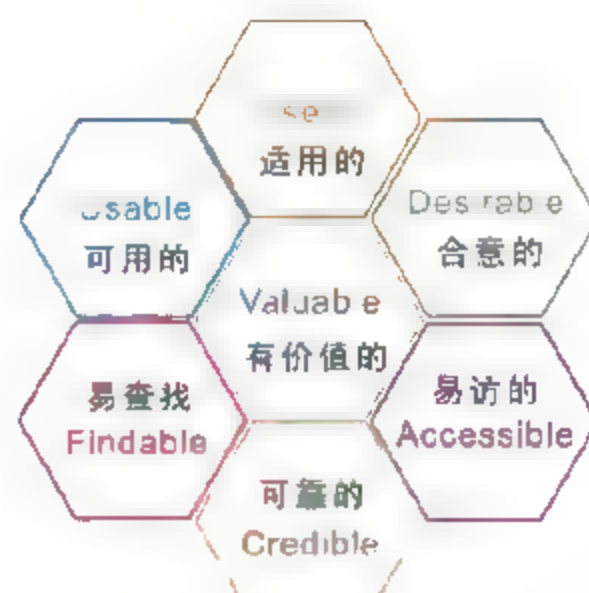 适用的
Usable
可用的
Desirable
合意的
Valuable
有价值的
易查找
Findable
易访的
Accessible
可靠的
Credible